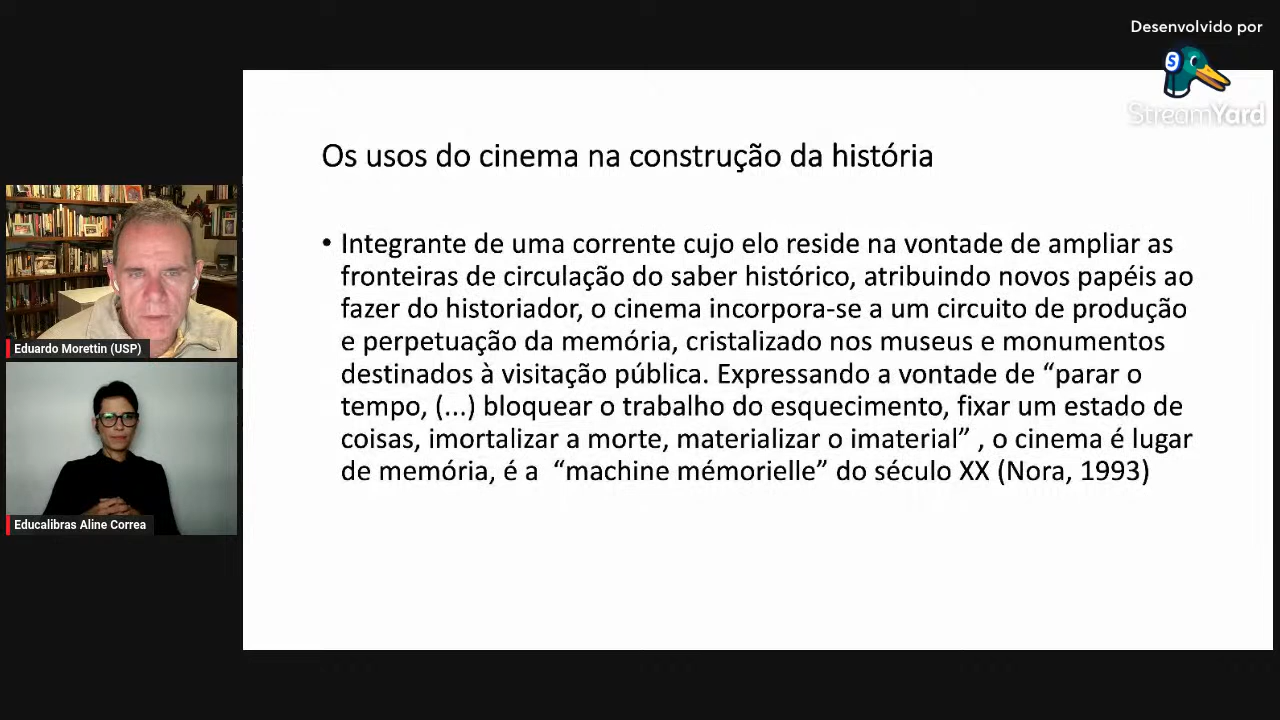 Desenvolvido por
S
StreamYard
Os usos do cinema na construção da história
• Integrante de uma corrente cujo elo reside na vontade de ampliar as
fronteiras de circulação do saber histórico, atribuindo novos papéis ao
fazer do historiador, o cinema incorpora-se a um circuito de produção
e perpetuação da memória, cristalizado nos museus e monumentos
destinados à visitação pública. Expressando a vontade de “parar o
tempo, (...) bloquear o trabalho do esquecimento, fixar um estado de
coisas, imortalizar a morte, materializar o imaterial” , o cinema é lugar
de memória, é a “machine mémorielle” do século XX (Nora, 1993)
Eduardo Morettin (USP)
Educalibras Aline Correa